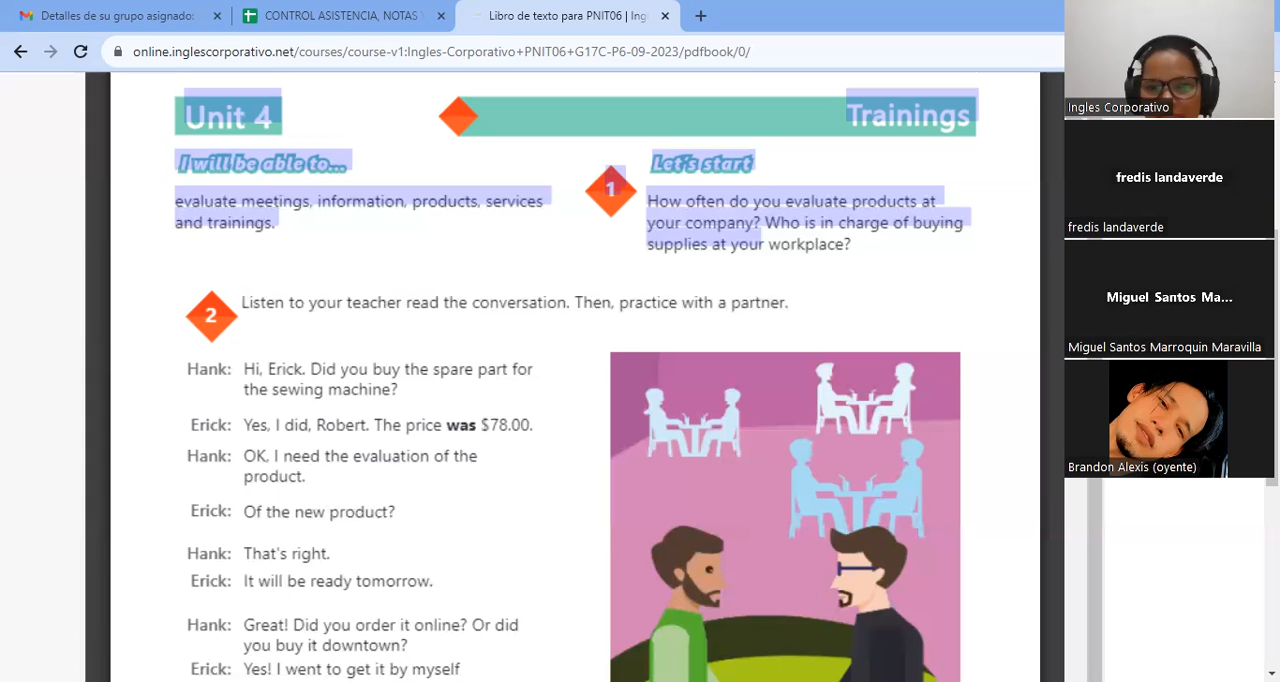 Detalles de su grupo asignado:
CONTROL ASISTENCIA, NOTAS Y
Libro de texto para PNIT06 | Ing
online.inglescorporativo.net/courses/course-v1:Ingles-Corporativo+PNIT06+G17C-P6-09-2023/pdfbook/0/
Unit 4
Trainings
I will be able to...
evaluate meetings, information, products, services
and trainings.
1
Let's start
How often do you evaluate products at
your company? Who is in charge of buying
supplies at your workplace?
2
Listen to your teacher read the conversation. Then, practice with a partner.
Hank: Hi, Erick. Did you buy the spare part for
the sewing machine?
Erick: Yes, I did, Robert. The price was $78.00.
Hank: OK, I need the evaluation of the
product.
Erick: Of the new product?
Hank: That's right.
Erick: It will be ready tomorrow.
Hank: Great! Did you order it online? Or did
you buy it downtown?
Erick: Yes! I went to get it by myself
Ingles Corporativo
fredis landaverde
fredis landaverde
Miguel Santos Ma...
Miguel Santos Marroquin Maravilla
Brandon Alexis (oyente)